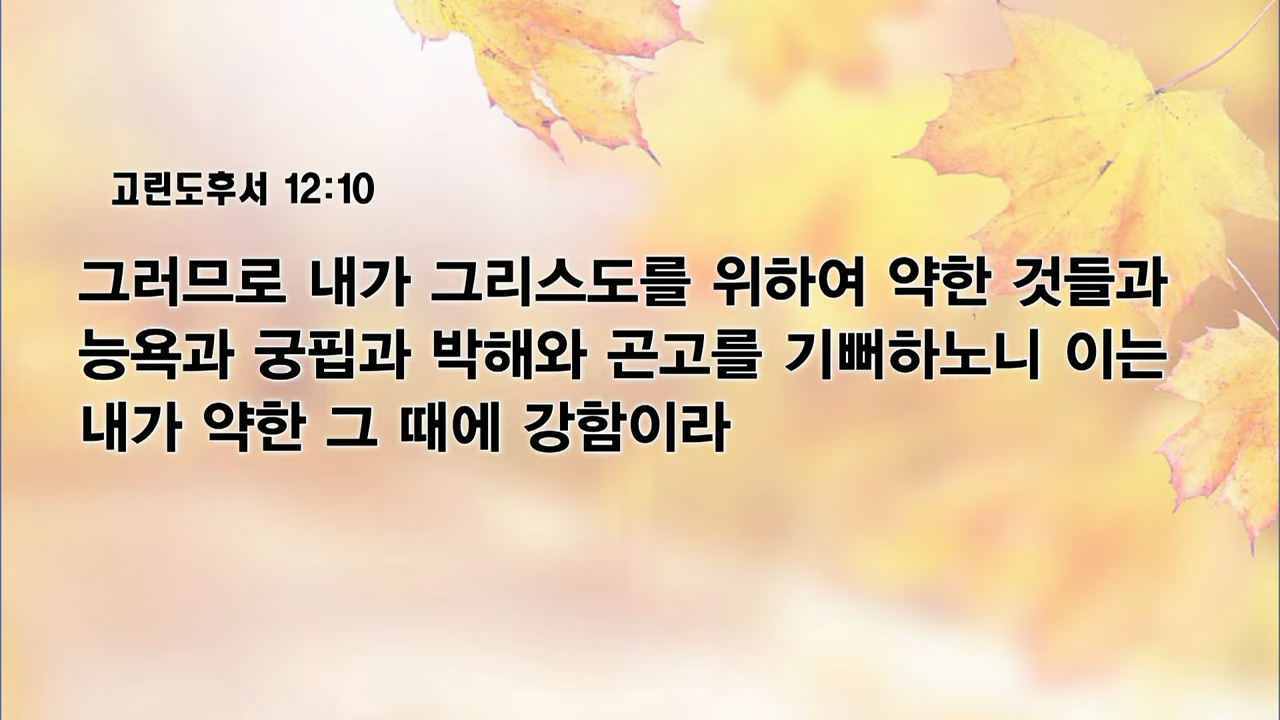 고린도후서 12:10
그러므로 내가 그리스도를 위하여 약한 것들과
능욕과 궁핍과 박해와 곤고를 기뻐하노니 이는
내가 약한 그 때에 강함이라